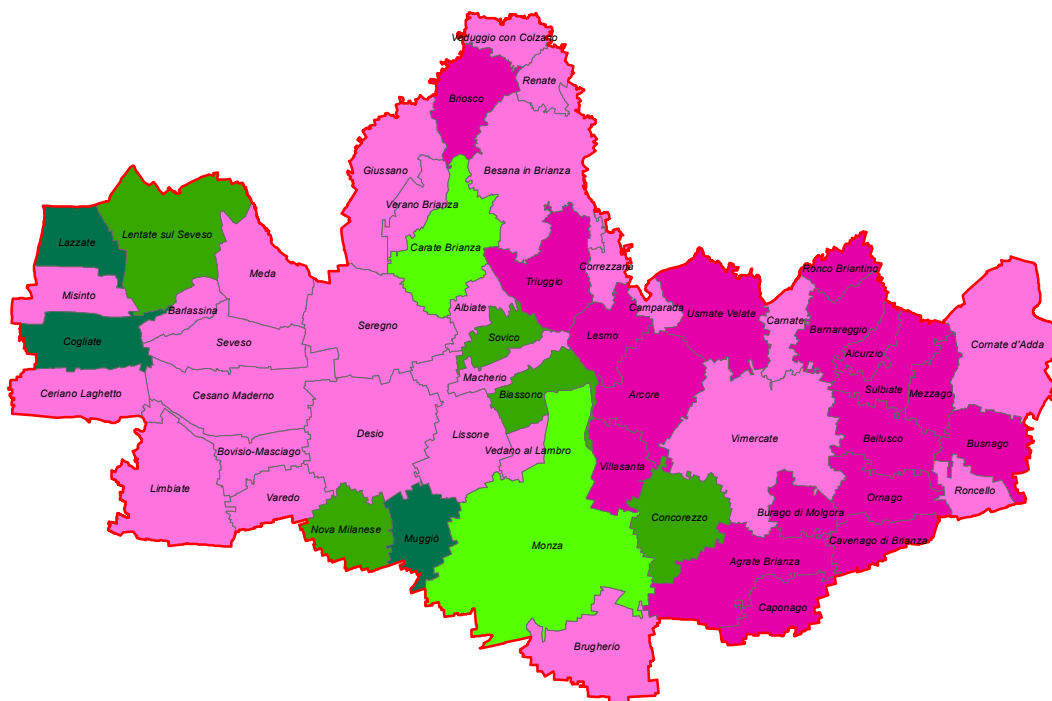 Veduggio con Colzano
Renate
Briosco
Giussano
Besana in Brianza
Verano Brianza
Lentate sul Seveso
Lazzate
Carate Brianza
Meda
Correzzana
Ronco Briantino
Triuggio
Misinto
Barlassina
Albiate
Camparada
Usmate Velate
Carnate
Seregno
Bernareggio
Sovico
Lesmo
Cogliate
Seveso
Cornate d'Adda
Aicurzio
Macherio
Sulbiate
Mezzago
Ceriano Laghetto
Cesano Maderno
Biassono
Arcore
Desio
Lissone
Vimercate
Bellusco
Busnago
Bovisio-Masciago
Vedano al Lambro
Villasanta
Limbiate
Varedo
Roncello
Ornago
Burago di Molgora
Concorezzo
Nova Milanese
Muggiò
Monza
Cavenago di Brianza
Agrate Brianza
Caponago
Brugherio